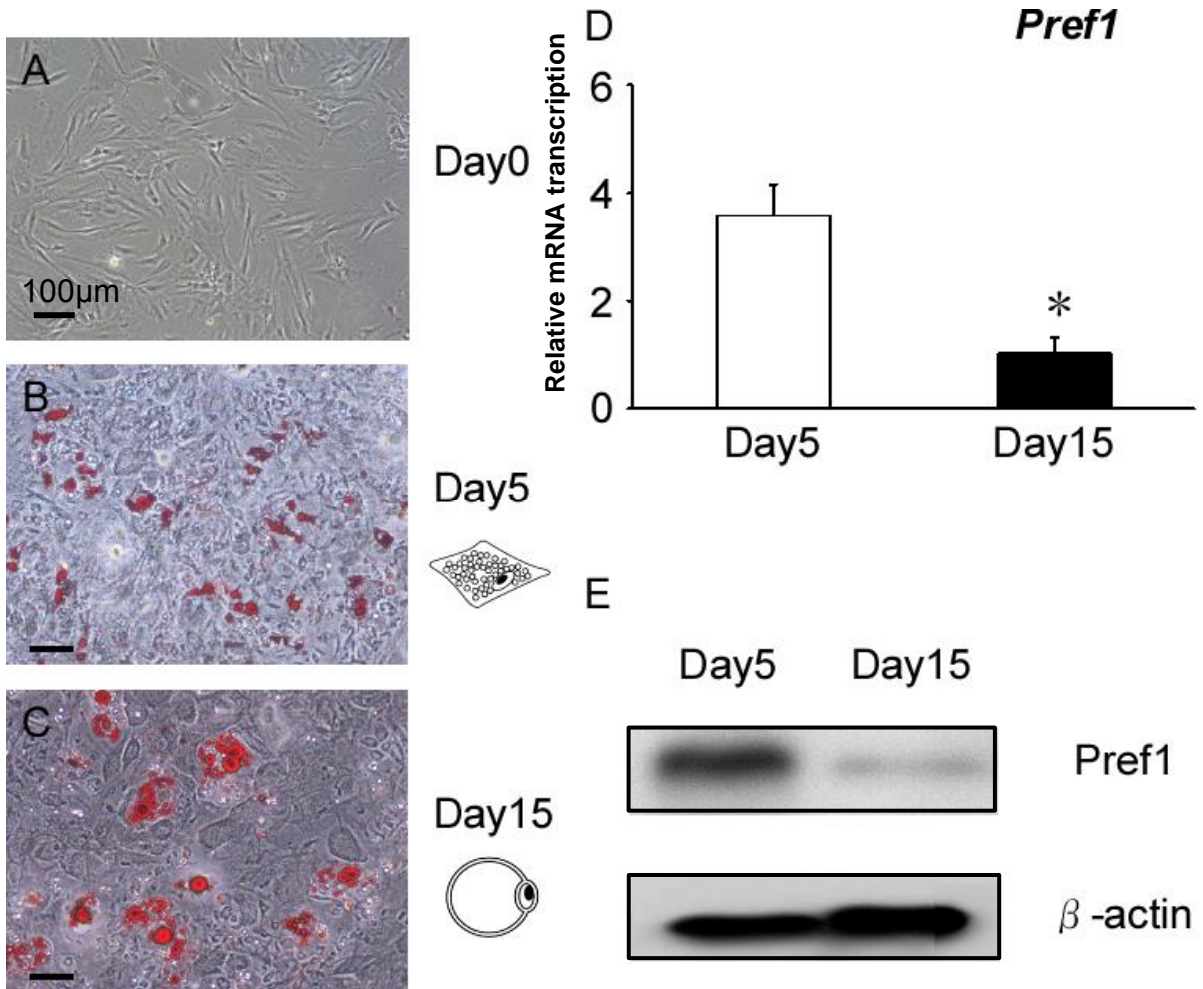 A
100μm
Day0
B
Day5
C
Day15
D
Pref1
Relative mRNA transcription
6
4
2
0
*
Day5
Day15
E
Day5
Day15
Pref1
β-actin